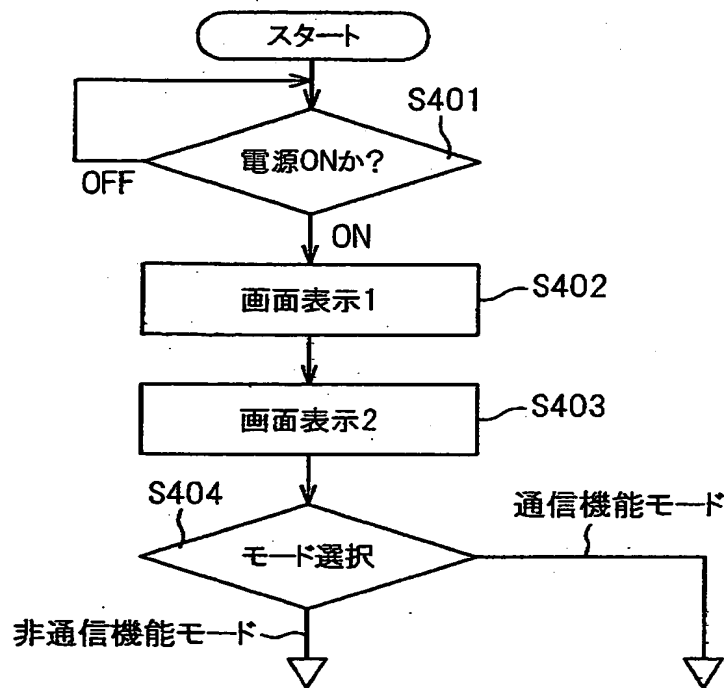 スタート
S401
電源ONか?
OFF
ON
画面表示1
S402
画面表示2
S403
S404
通信機能モード
モード選択
非通信機能モード